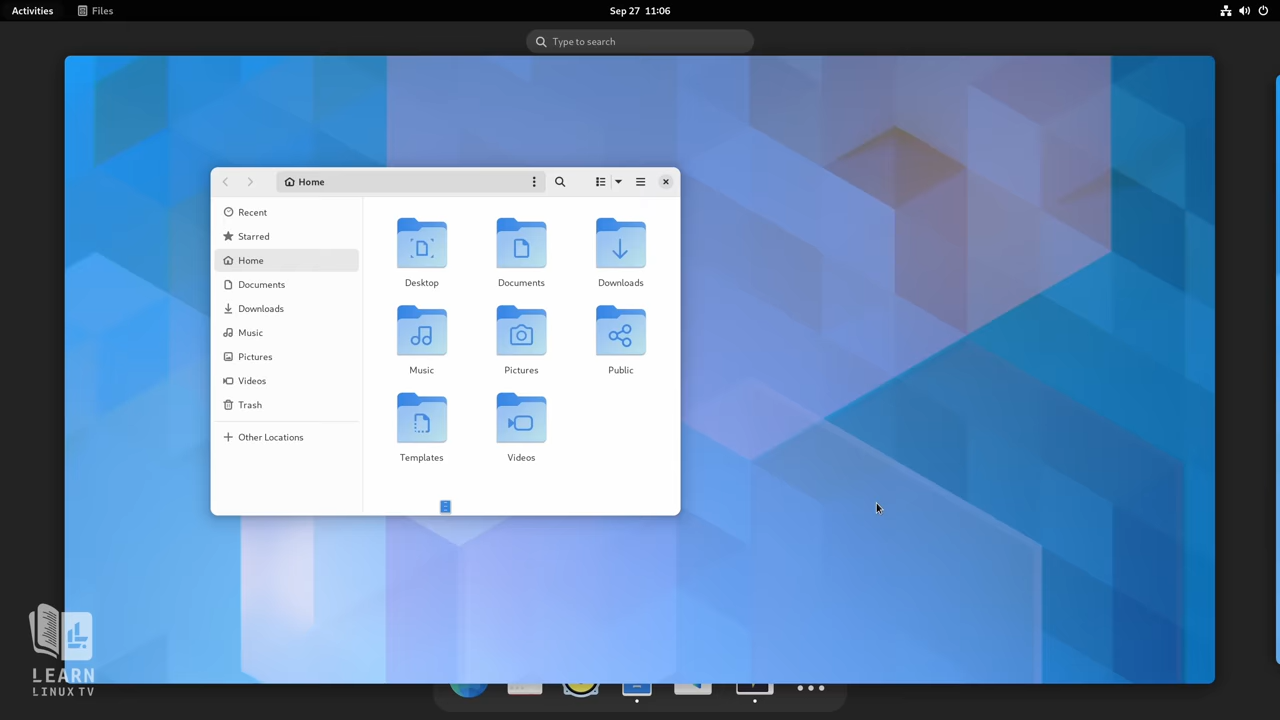 Activities
Files
Sep 27 11:06
Type to search
Home
Recent
Starred
Home
Documents
Downloads
Music
Pictures
Videos
Trash
Other Locations
Desktop
Documents
Downloads
Music
Pictures
Public
Templates
Videos
LEARN
LINUX TV